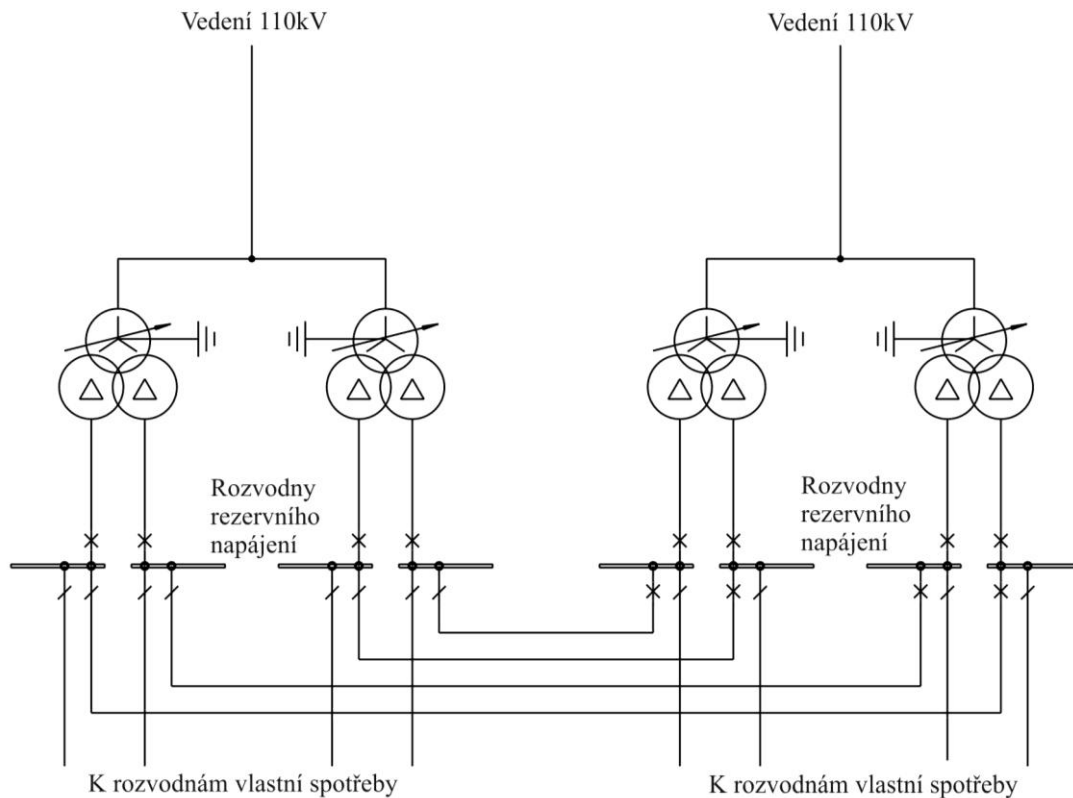 Vedení 110kV
Vedení 110kV
Rozvodny
rezervního
napájení
Rozvodny
rezervního
napájení
K rozvodnám vlastní spotřeby
K rozvodnám vlastní spotřeby